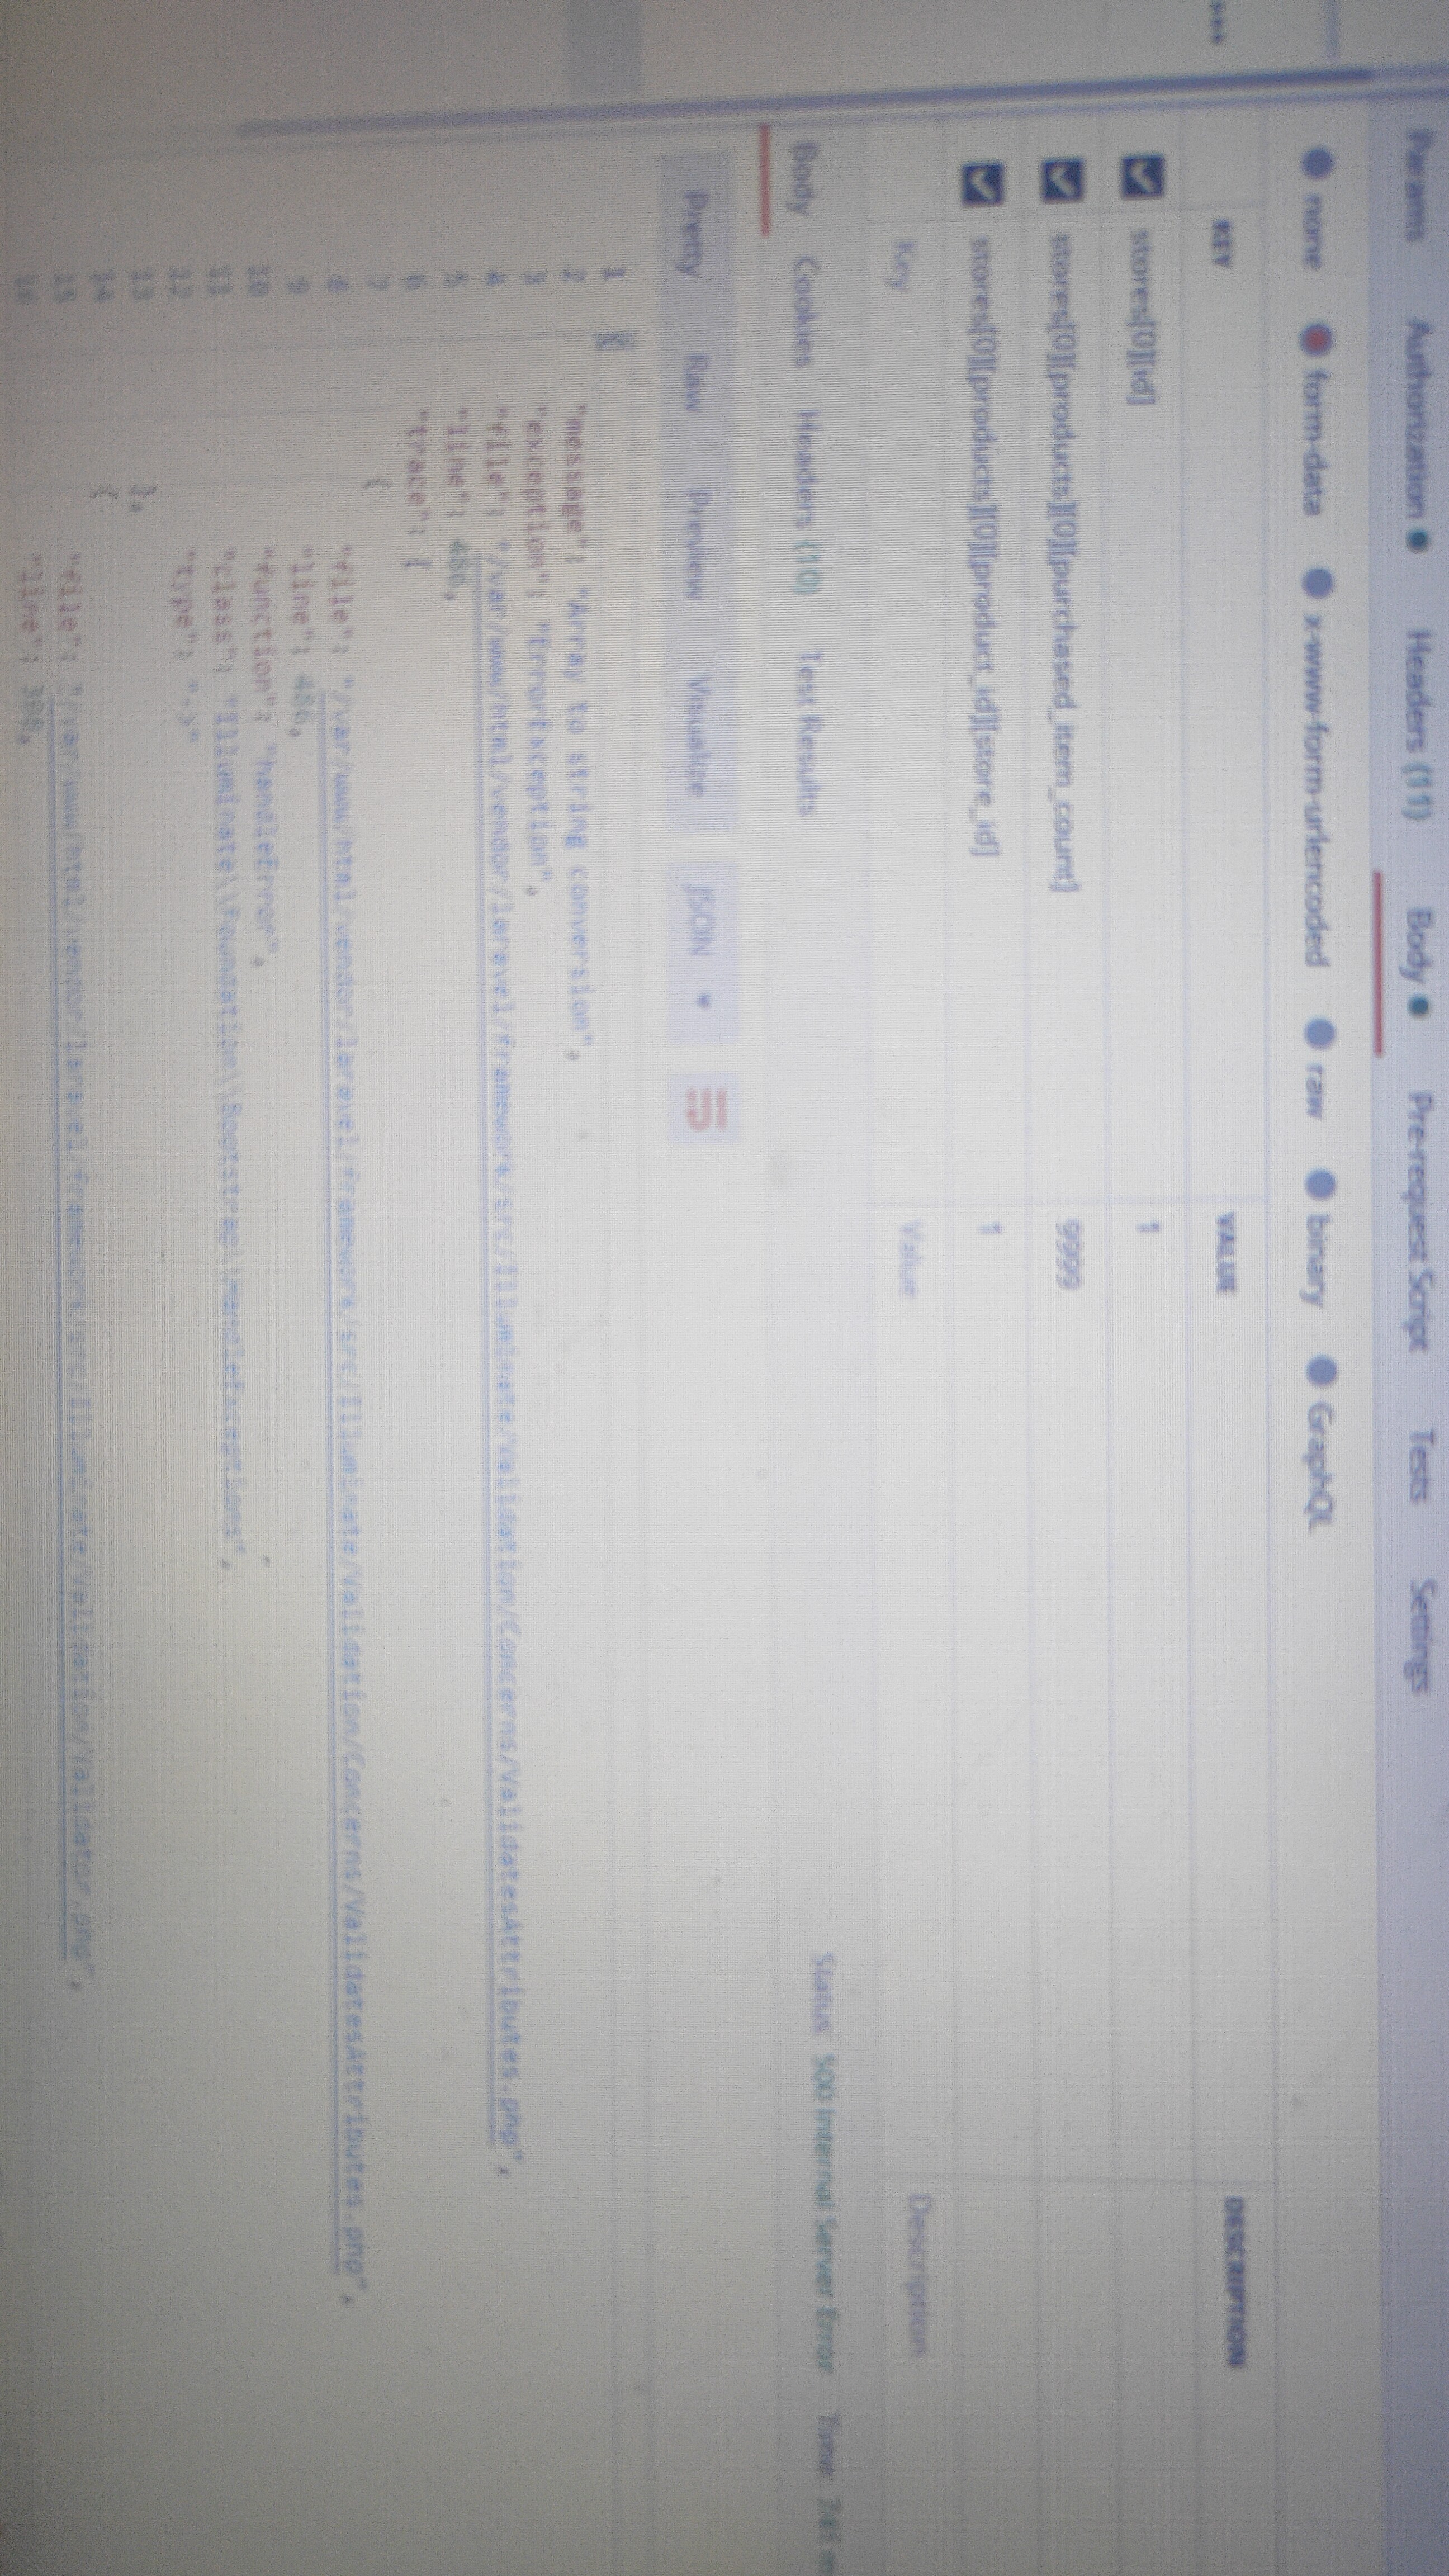 Params Authorization Headers (11) Body Pre-request Script Tests Settings
none form-data x-www-form-urlencoded raw binary GraphQL
KEY VALUE DESCRIPTION
stores[0][id] 1
stores[0][products][0][purchased_item_count] 9999
stores[0][products][0][product_id][store_id] 1
Key Value Description
Body Cookies Headers (10) Test Results Status: 500 Internal Server Error Time:
Pretty Raw Preview Visualize JSON
1 {
2 "message": "Array to string conversion",
3 "exception": "ErrorException",
4 "file": "/var/www/html/vendor/laravel/framework/src/Illuminate/Validation/Concerns/ValidatesAttributes.php",
5 "line": 486,
6 "trace": [
7 {
8 "file": "/var/www/html/vendor/laravel/framework/src/Illuminate/Validation/Concerns/ValidatesAttributes.php",
9 "line": 486,
10 "function": "handleError",
11 "class": "Illuminate\\Foundation\\Bootstrap\\HandleExceptions",
12 "type": "->"
13 },
14 {
15 "file": "/var/www/html/vendor/laravel/framework/src/Illuminate/Validation/Validator.php",
16 "line":